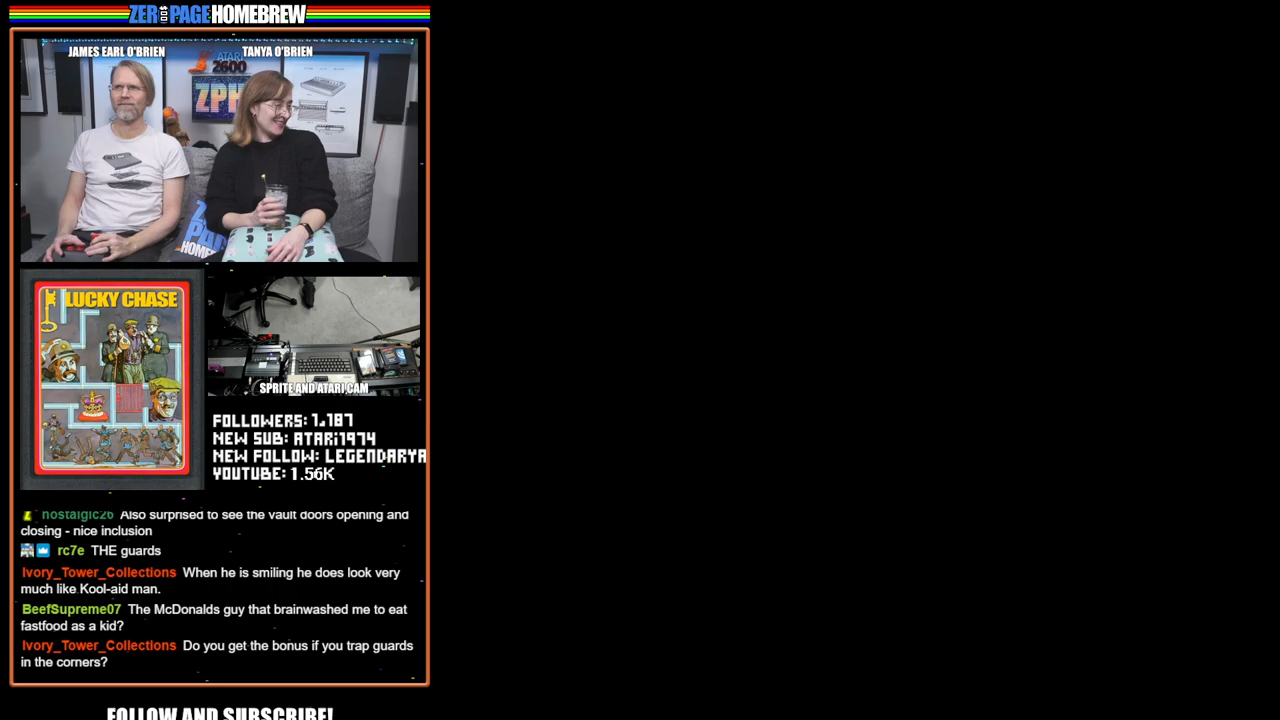 ZERO PAGE HOMEBREW
JAMES EARL O'BRIEN
TANYA O'BRIEN
ATARI
2600
ZPH
LUCKY CHASE
SPRITE AND ATARI CAM
FOLLOWERS: 1,187
NEW SUB: ATARI1974
NEW FOLLOW: LEGENDARYA
YOUTUBE: 1.56K
nostalgic26 Also surprised to see the vault doors opening and
closing - nice inclusion
rc7e THE guards
Ivory_Tower_Collections When he is smiling he does look very
much like Kool-aid man.
BeefSupreme07 The McDonalds guy that brainwashed me to eat
fastfood as a kid?
Ivory_Tower_Collections Do you get the bonus if you trap guards
in the corners?
FOLLOW AND SUBSCRIBE!